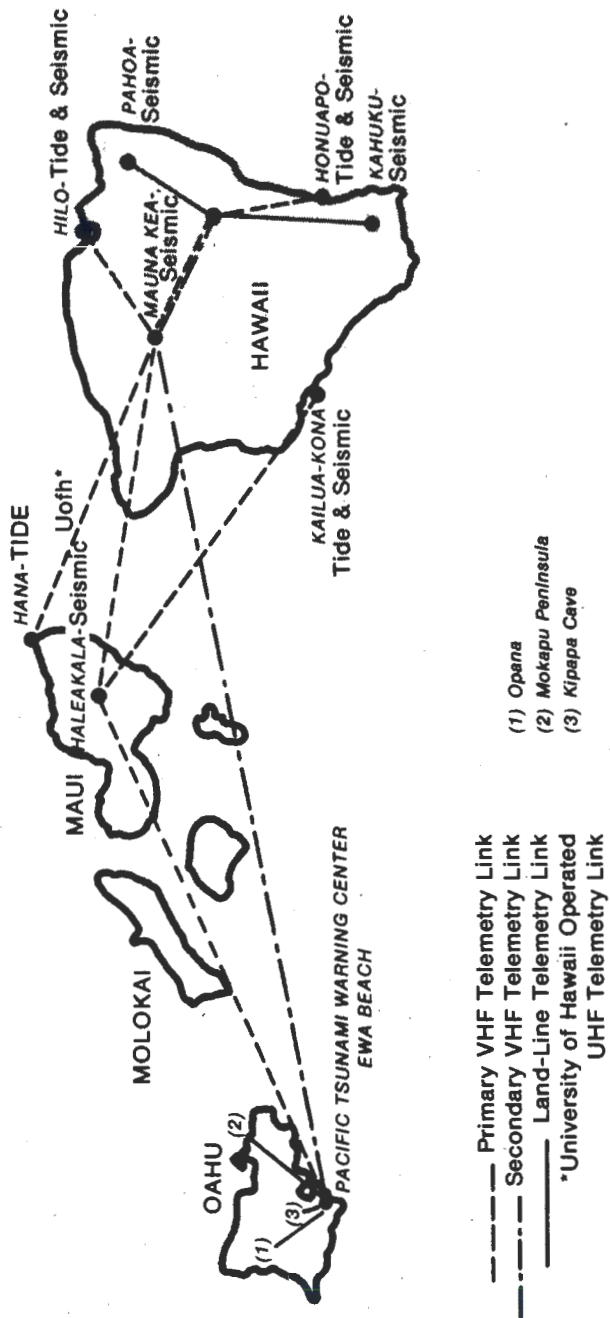 OAHU
(1)
(2)
(3)
PACIFIC TSUNAMI WARNING CENTER
EWA BEACH
MOLOKAI
MAUI
HANA-TIDE
Uofh*
HALEAKALA-Seismic
HILO-Tide & Seismic
PAHOA-
Seismic
MAUNA KEA-
Seismic
HAWAII
HONUAPO-
Tide & Seismic
KAHUKU-
Seismic
KAILUA-KONA
Tide & Seismic
Primary VHF Telemetry Link
Secondary VHF Telemetry Link
Land-Line Telemetry Link
*University of Hawaii Operated
UHF Telemetry Link
(1) Opana
(2) Mokapu Peninsula
(3) Kipapa Cave